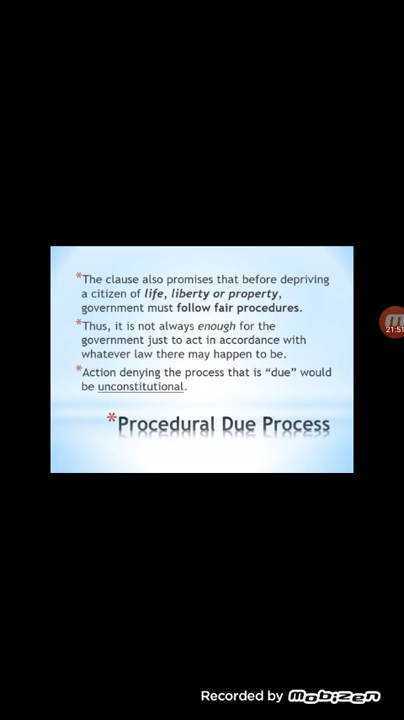 *The clause also promises that before depriving
a citizen of life, liberty or property,
government must follow fair procedures.
*Thus, it is not always enough for the
government just to act in accordance with
whatever law there may happen to be.
*Action denying the process that is “due” would
be unconstitutional.
*Procedural Due Process
21:51
Recorded by mobizen